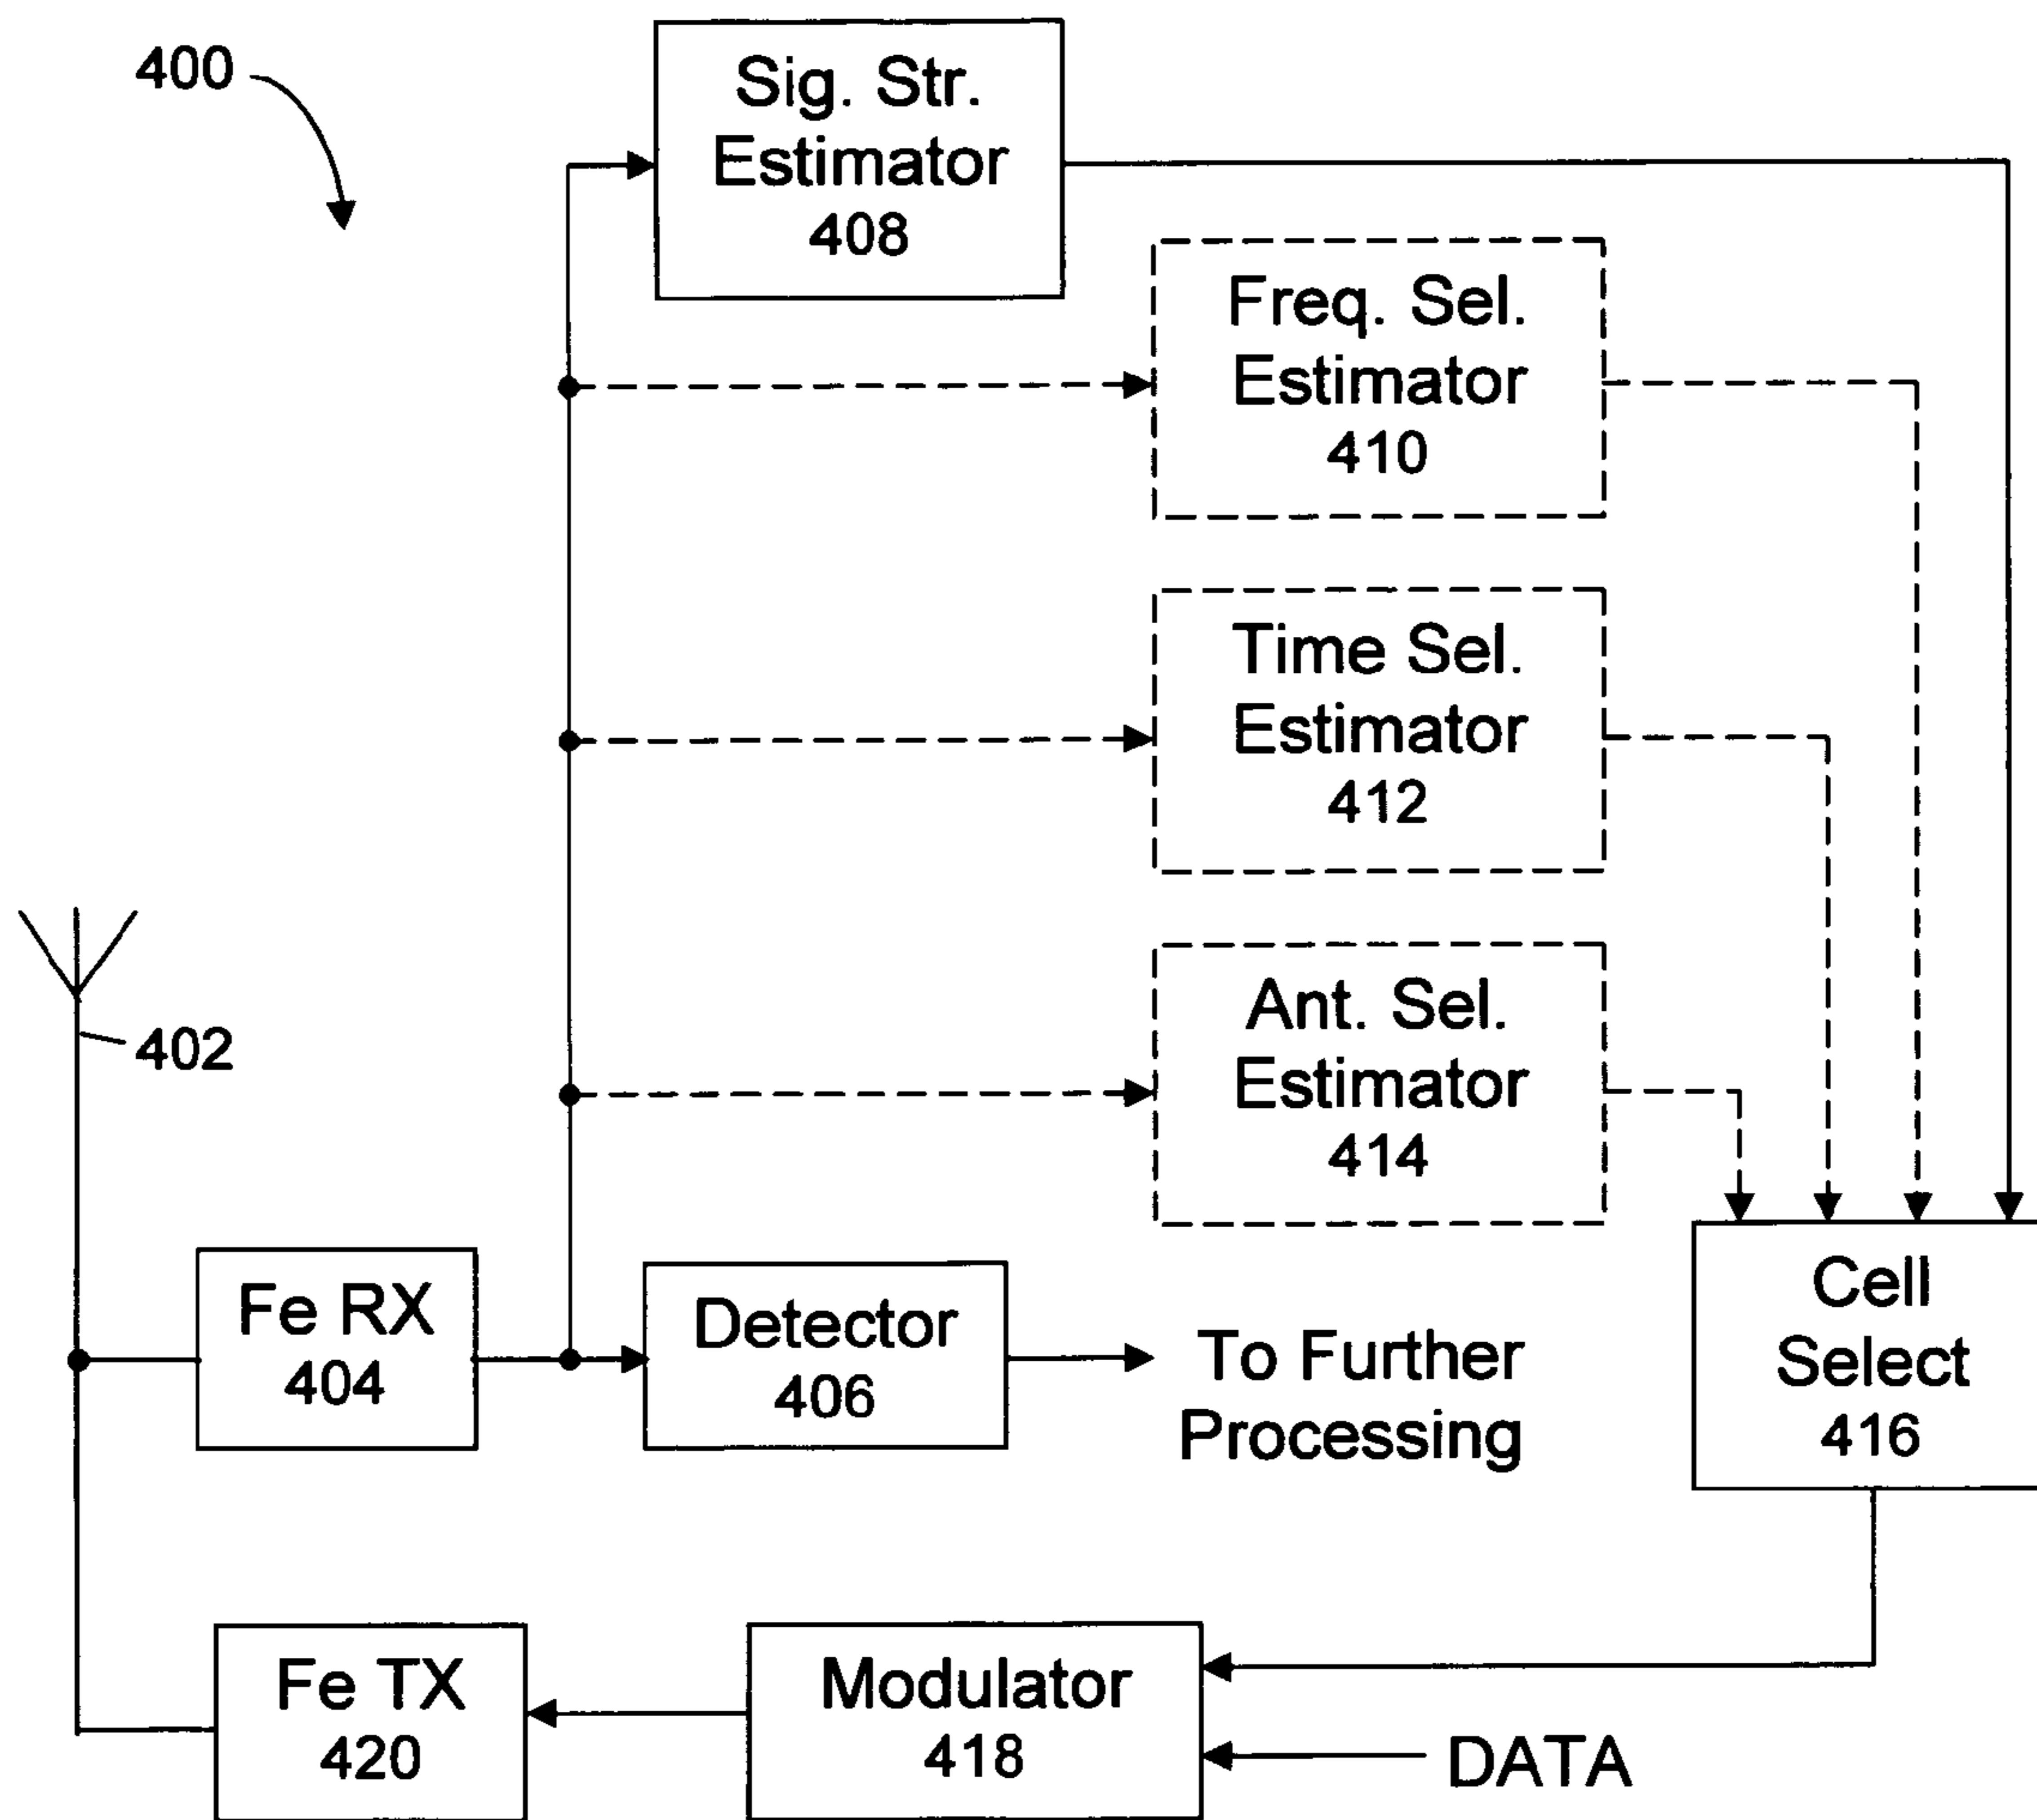 400
Sig. Str.
Estimator
408
Freq. Sel.
Estimator
410
Time Sel.
Estimator
412
Ant. Sel.
Estimator
414
402
Fe RX
404
Detector
406
To Further
Processing
Cell
Select
416
Fe TX
420
Modulator
418
DATA